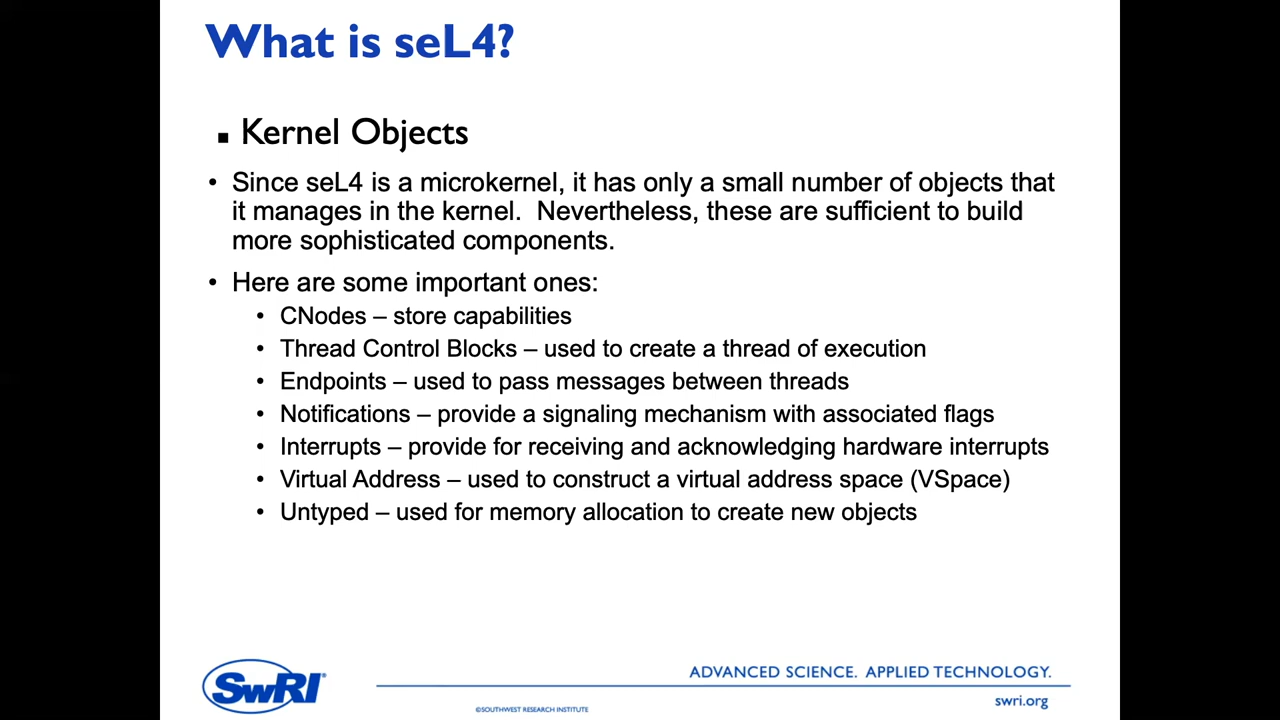 What is seL4?
▪ Kernel Objects
• Since seL4 is a microkernel, it has only a small number of objects that
it manages in the kernel.  Nevertheless, these are sufficient to build
more sophisticated components.
• Here are some important ones:
• CNodes – store capabilities
• Thread Control Blocks – used to create a thread of execution
• Endpoints – used to pass messages between threads
• Notifications – provide a signaling mechanism with associated flags
• Interrupts – provide for receiving and acknowledging hardware interrupts
• Virtual Address – used to construct a virtual address space (VSpace)
• Untyped – used for memory allocation to create new objects
SwRI®
ADVANCED SCIENCE. APPLIED TECHNOLOGY.
©SOUTHWEST RESEARCH INSTITUTE
swri.org